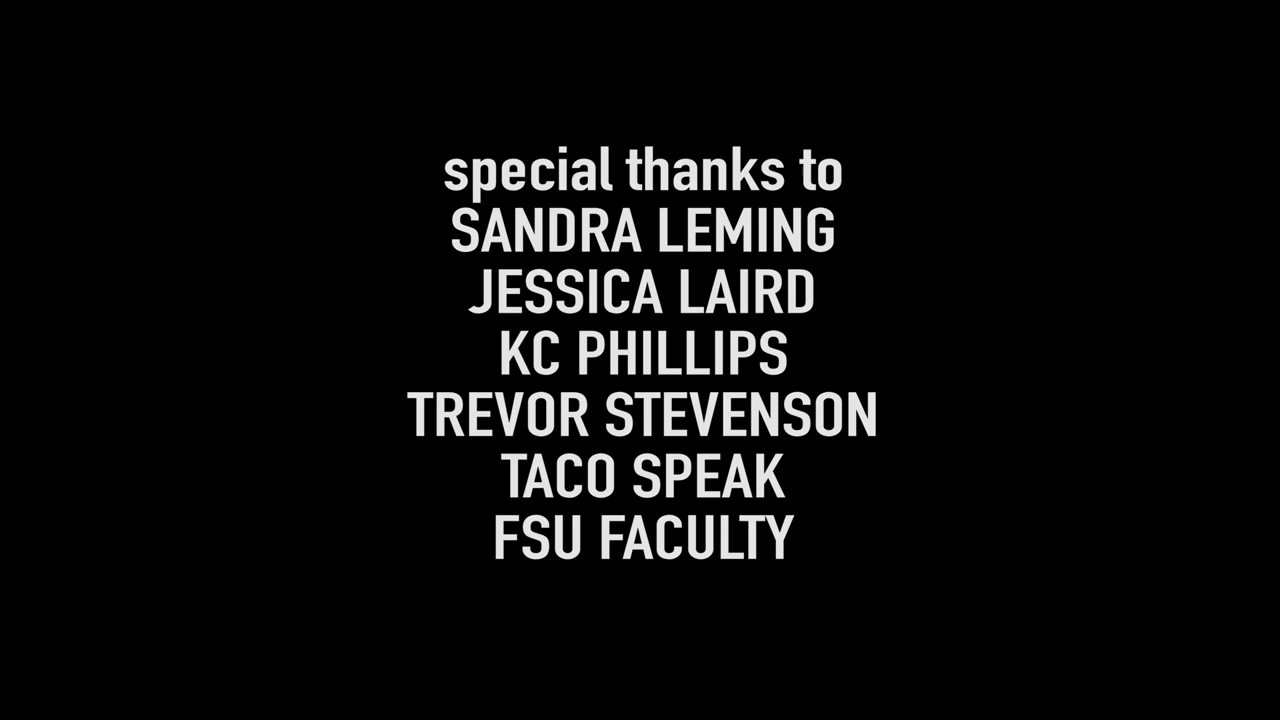 special thanks to
SANDRA LEMING
JESSICA LAIRD
KC PHILLIPS
TREVOR STEVENSON
TACO SPEAK
FSU FACULTY